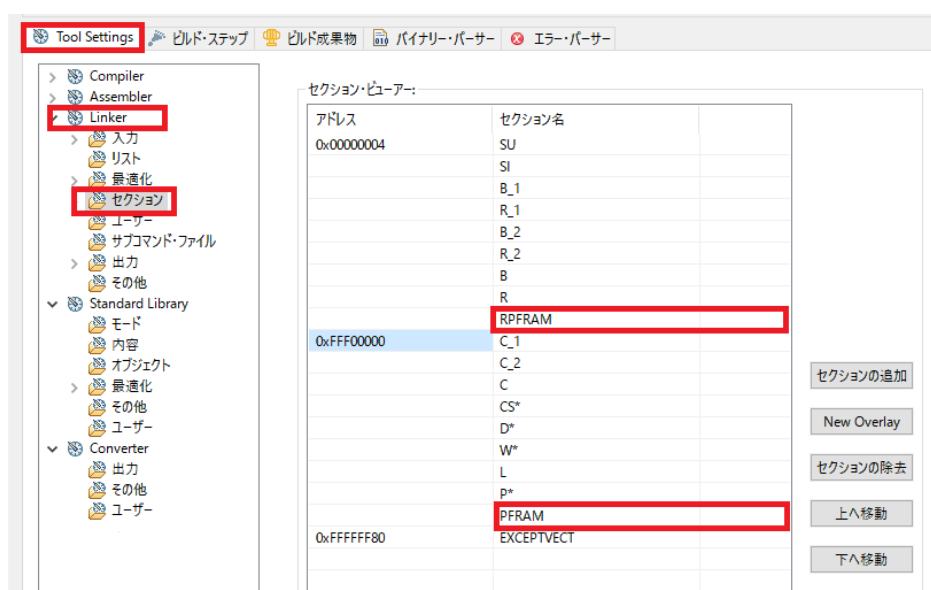 Tool Settings ビルド・ステップ ビルド成果物 バイナリー・パーサー エラー・パーサー
Compiler
Assembler
Linker
入力
リスト
最適化
セクション
ユーザー
サブコマンド・ファイル
出力
その他
Standard Library
モード
内容
オブジェクト
最適化
その他
ユーザー
Converter
出力
その他
ユーザー
セクション・ビューアー:
アドレス セクション名
0x00000004 SU
SI
B_1
R_1
B_2
R_2
B
R
RPFRAM
0xFFF00000 C_1
C_2
C
CS*
D*
W*
L
P*
PFRAM
0xFFFFFF80 EXCEPTVECT
セクションの追加
New Overlay
セクションの除去
上へ移動
下へ移動